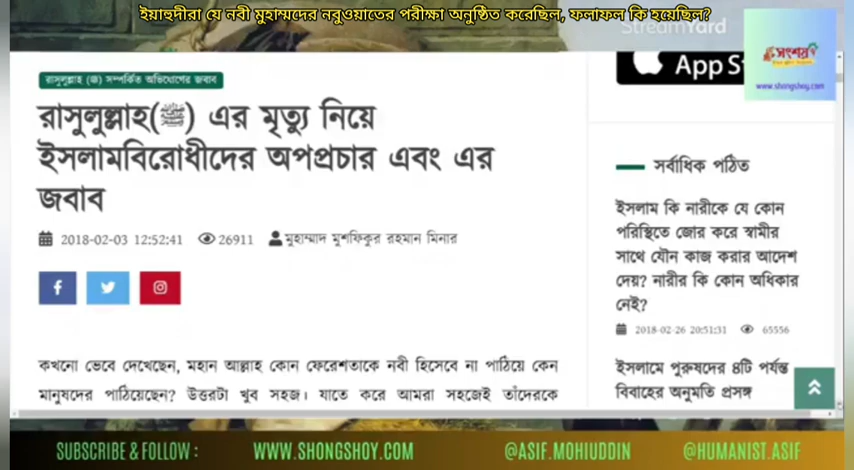 ইয়াহুদীরা যে নবী মুহাম্মদের নবুওয়াতের পরীক্ষা অনুষ্ঠিত করেছিল, ফলাফল কি হয়েছিল?
StreamYard
App St
সংশয়
www.shongshoy.com
রাসুলুল্লাহ (ﷺ) সম্পর্কিত অভিযোগের জবাব
রাসুলুল্লাহ(ﷺ) এর মৃত্যু নিয়ে
ইসলামবিরোধীদের অপপ্রচার এবং এর
জবাব
2018-02-03 12:52:41 26911 মুহাম্মাদ মুশফিকুর রহমান মিনার
কখনো ভেবে দেখেছেন, মহান আল্লাহ কোন ফেরেশতাকে নবী হিসেবে না পাঠিয়ে কেন
মানুষদের পাঠিয়েছেন? উত্তরটা খুব সহজ। যাতে করে আমরা সহজেই তাঁদেরকে
সর্বাধিক পঠিত
ইসলাম কি নারীকে যে কোন
পরিস্থিতে জোর করে স্বামীর
সাথে যৌন কাজ করার আদেশ
দেয়? নারীর কি কোন অধিকার
নেই?
2018-02-26 20:51:31 65556
ইসলামে পুরুষদের ৪টি পর্যন্ত
বিবাহের অনুমতি প্রসঙ্গ
SUBSCRIBE & FOLLOW : WWW.SHONGSHOY.COM @ASIF.MOHIUDDIN @HUMANIST.ASIF